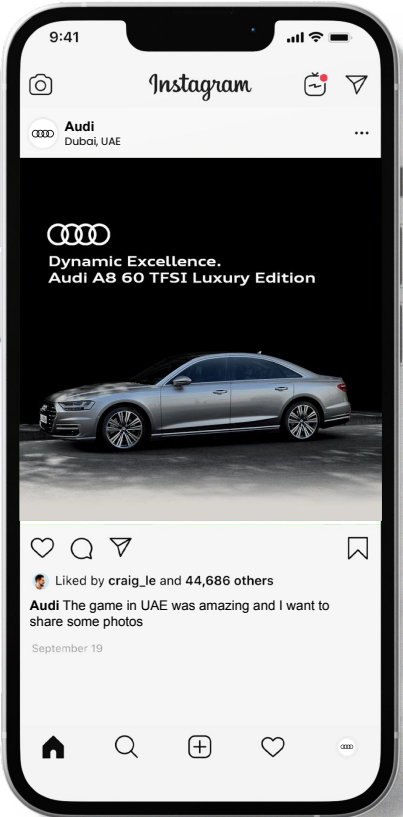 9:41
Instagram
Audi
Dubai, UAE
Dynamic Excellence.
Audi A8 60 TFSI Luxury Edition
Liked by craig_le and 44,686 others
Audi The game in UAE was amazing and I want to
share some photos
September 19